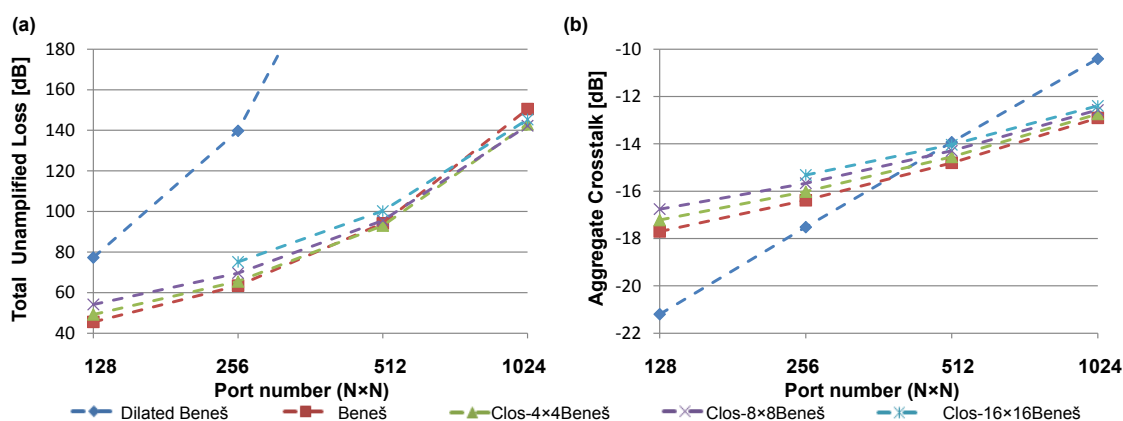 (a)
Total Unamplified Loss [dB]
180
160
140
120
100
80
60
40
128
256
512
1024
Port number (N×N)
(b)
Aggregate Crosstalk [dB]
-10
-12
-14
-16
-18
-20
-22
128
256
512
1024
Port number (N×N)
Dilated Beneš
Beneš
Clos-4×4Beneš
Clos-8×8Beneš
Clos-16×16Beneš